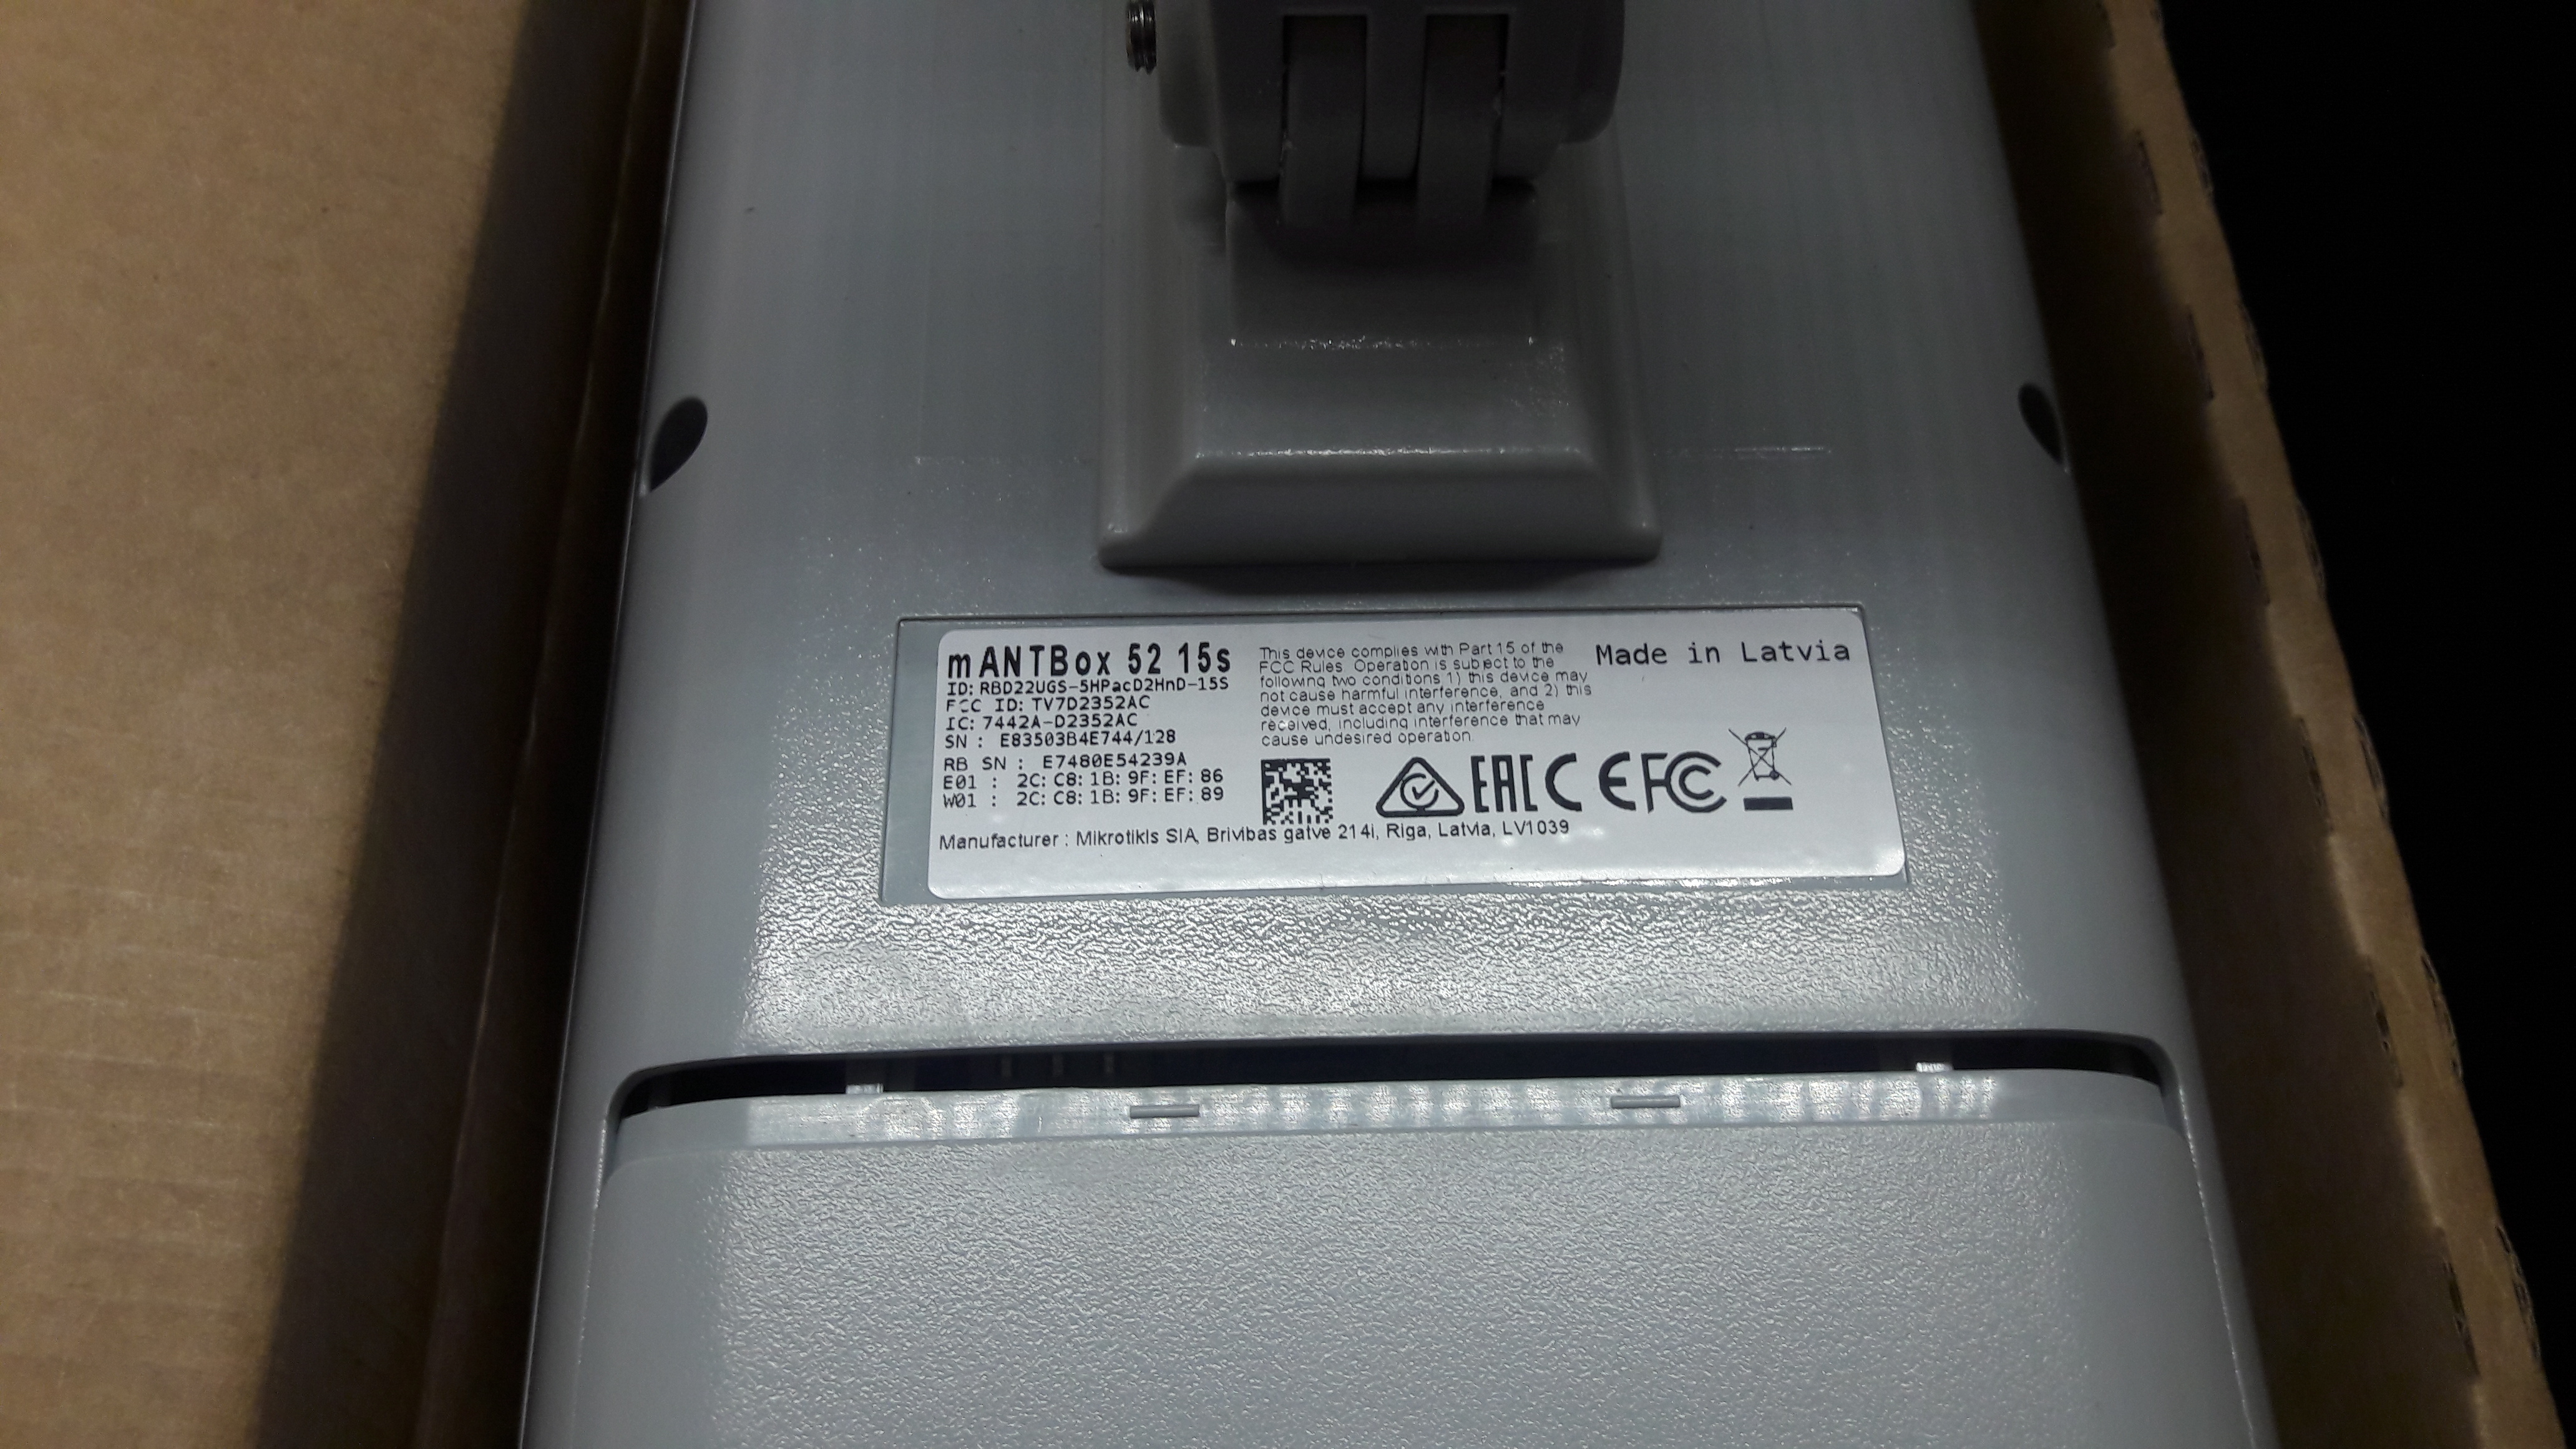 mANTBox 52 15s
ID: RBD22UGS-5HPacD2HnD-15S
FCC ID: TV7D2352AC
IC: 7442A-D2352AC
SN : E83503B4E744/128
RB SN : E7480E54239A
E01 : 2C: C8: 1B: 9F: EF: 86
W01 : 2C: C8: 1B: 9F: EF: 89
This device complies with Part 15 of the
FCC Rules. Operation is subject to the
following two conditions 1) this device may
not cause harmful interference, and 2) this
device must accept any interference
received, including interference that may
cause undesired operation.
Made in Latvia
EAC CE FC
Manufacturer : Mikrotikls SIA, Brivibas gatve 214i, Riga, Latvia, LV1039